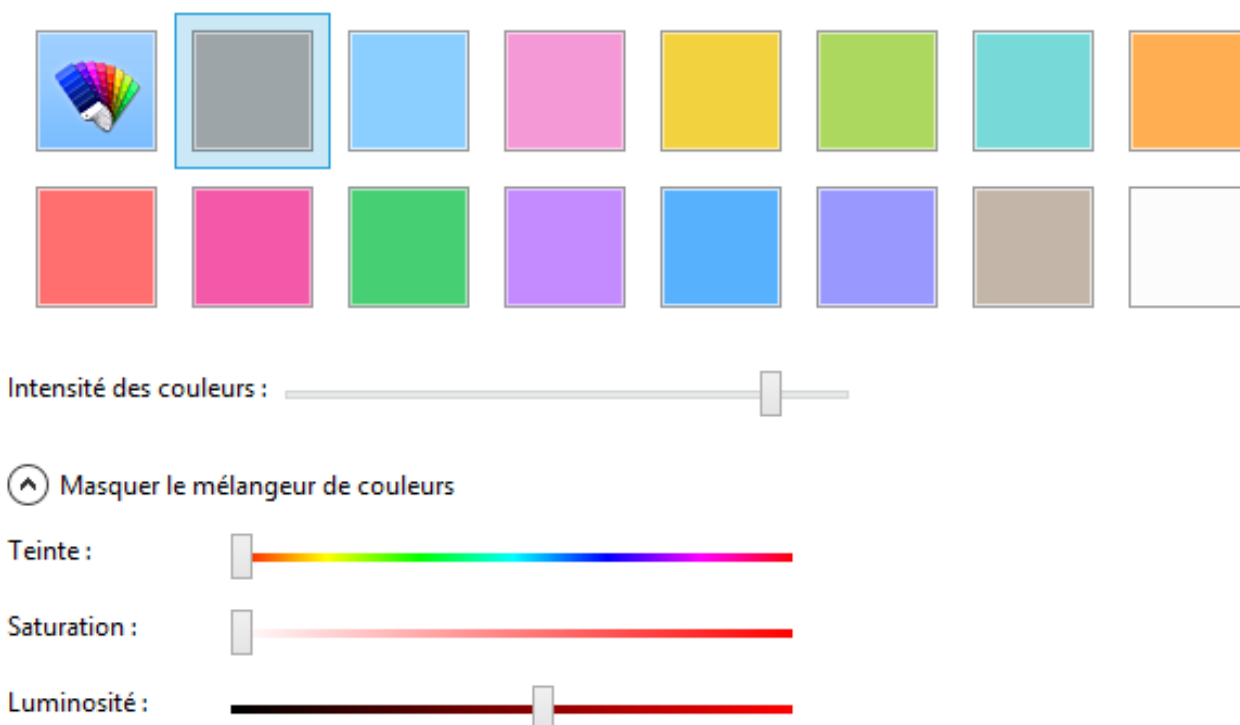 Intensité des couleurs :
Masquer le mélangeur de couleurs
Teinte :
Saturation :
Luminosité :